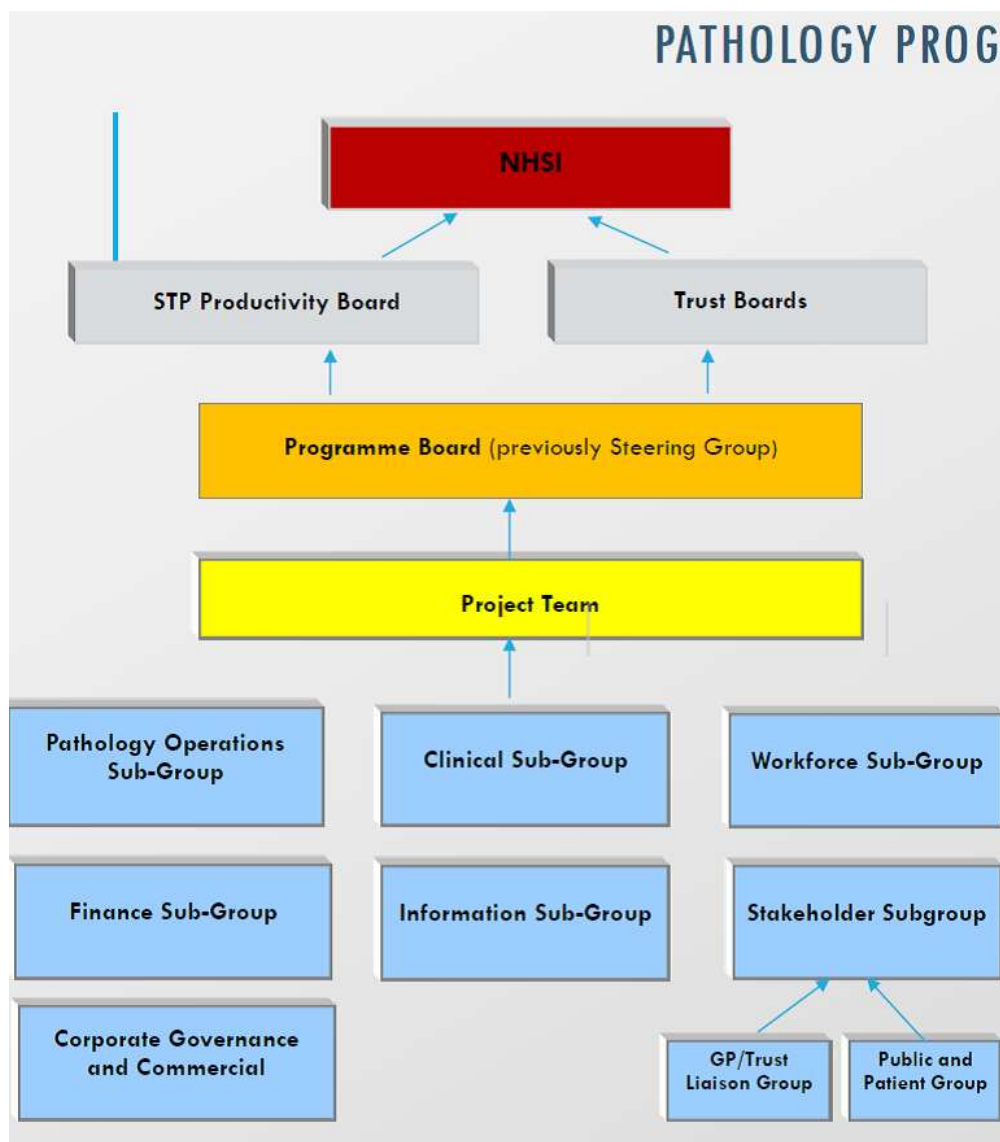 PATHOLOGY PROG
NHSI
STP Productivity Board
Trust Boards
Programme Board (previously Steering Group)
Project Team
Pathology Operations
Sub-Group
Clinical Sub-Group
Workforce Sub-Group
Finance Sub-Group
Information Sub-Group
Stakeholder Subgroup
Corporate Governance
and Commercial
GP/Trust
Liaison Group
Public and
Patient Group